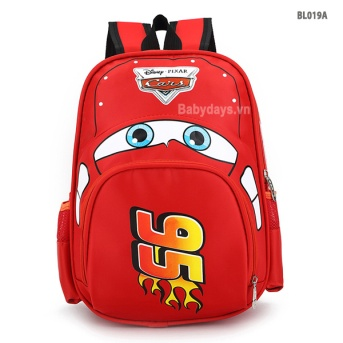 BL019A
Disney · PIXAR
Cars
Babydays.vn
95